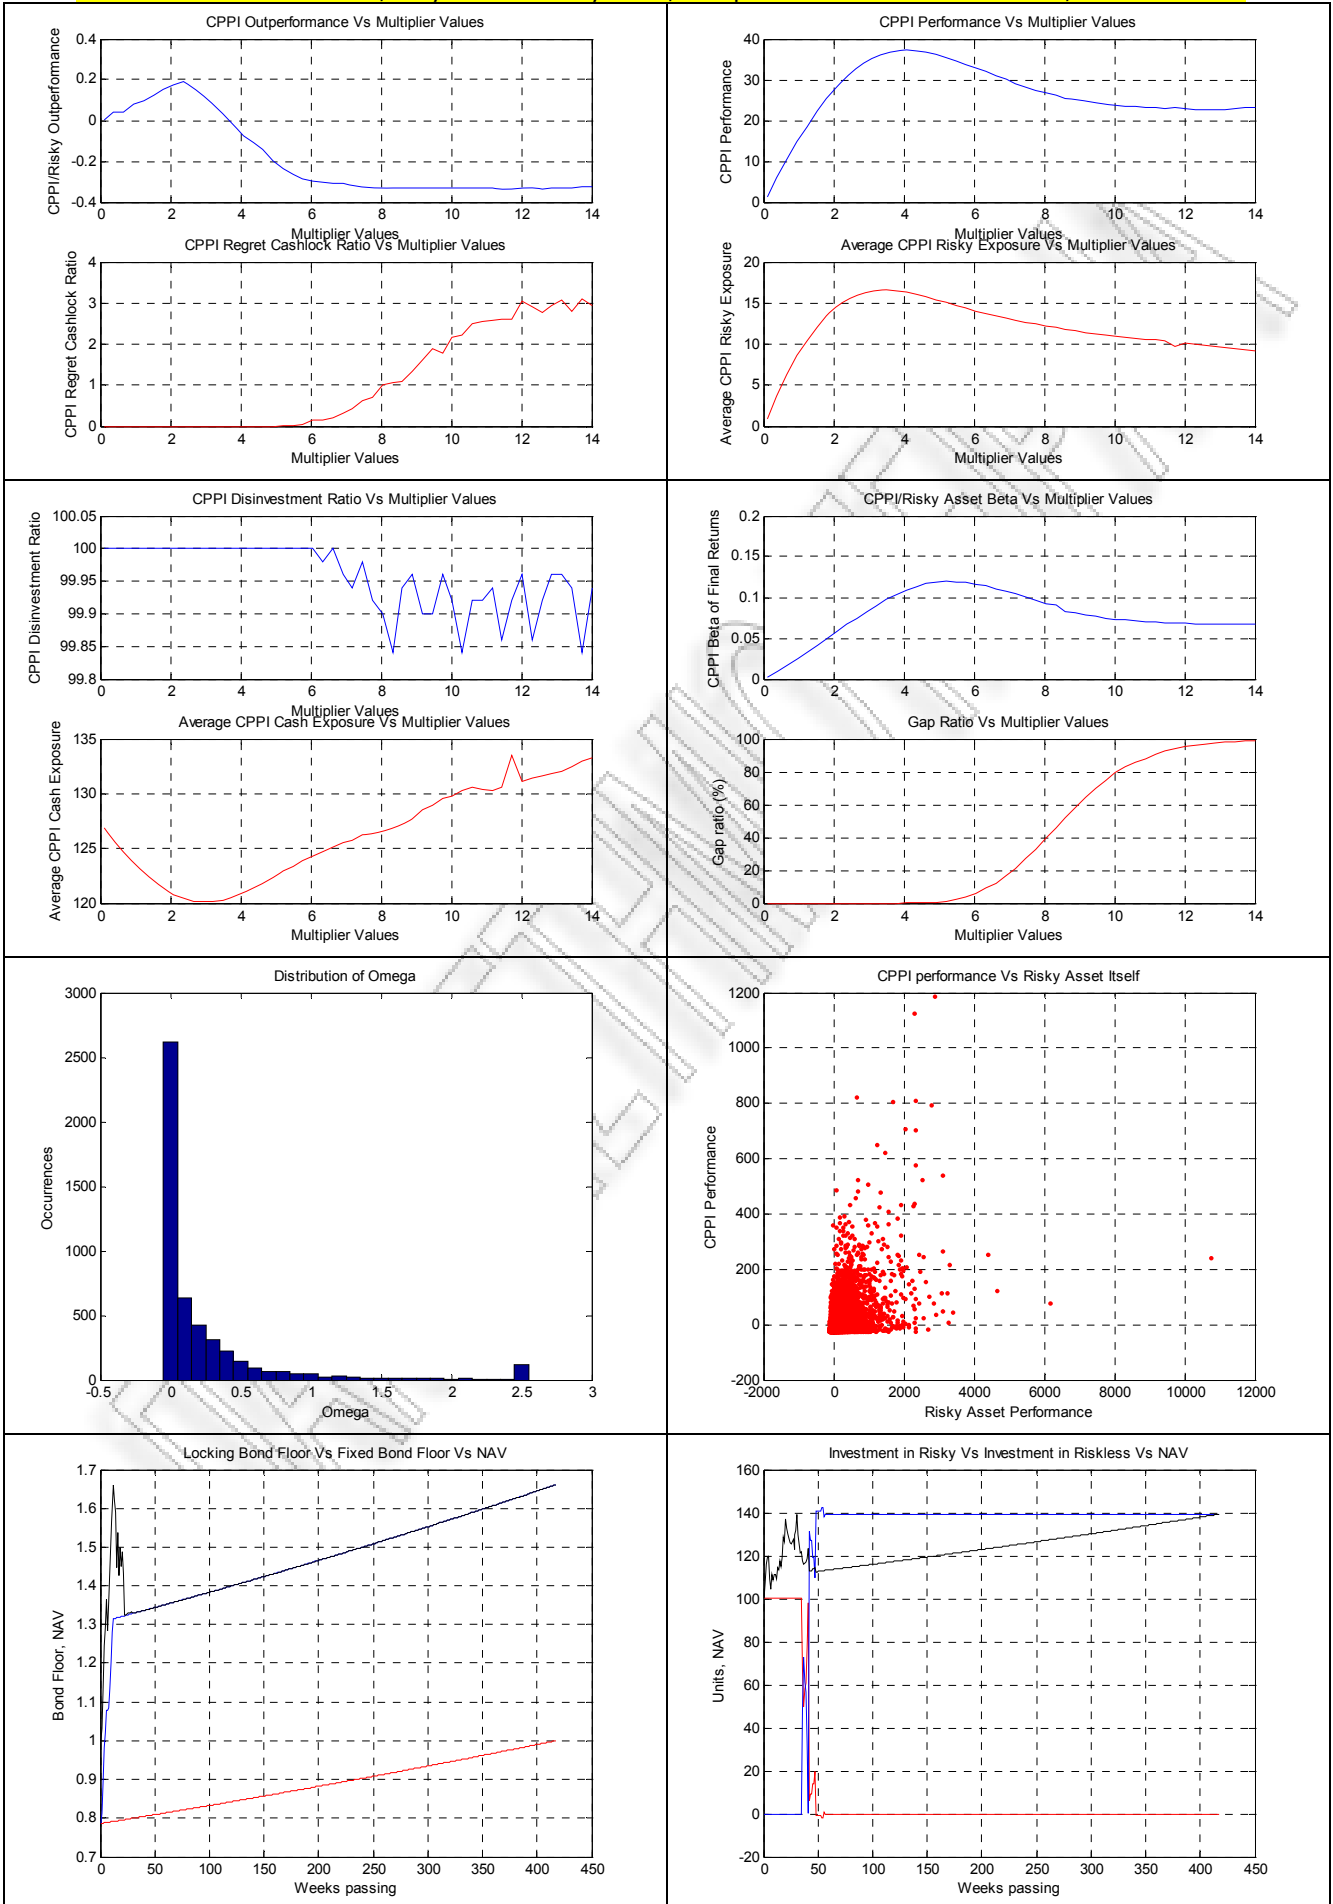 CPPI Outperformance Vs Multiplier Values
CPPI/Risky Outperformance
0.4
0.2
0
-0.2
-0.4
0 2 4 6 8 10 12 14
Multiplier Values
CPPI Regret Cashlock Ratio Vs Multiplier Values
CPPI Regret Cashlock Ratio
4
3
2
1
0
0 2 4 6 8 10 12 14
Multiplier Values
CPPI Performance Vs Multiplier Values
CPPI Performance
40
30
20
10
0
0 2 4 6 8 10 12 14
Multiplier Values
Average CPPI Risky Exposure Vs Multiplier Values
Average CPPI Risky Exposure
20
15
10
5
0
0 2 4 6 8 10 12 14
Multiplier Values
CPPI Disinvestment Ratio Vs Multiplier Values
CPPI Disinvestment Ratio
100.05
100
99.95
99.9
99.85
99.8
0 2 4 6 8 10 12 14
Multiplier Values
Average CPPI Cash Exposure Vs Multiplier Values
Average CPPI Cash Exposure
135
130
125
120
0 2 4 6 8 10 12 14
Multiplier Values
CPPI/Risky Asset Beta Vs Multiplier Values
CPPI Beta of Final Returns
0.2
0.15
0.1
0.05
0
0 2 4 6 8 10 12 14
Gap Ratio Vs Multiplier Values
Gap ratio (%)
100
80
60
40
20
0
0 2 4 6 8 10 12 14
Multiplier Values
Distribution of Omega
Occurrences
3000
2500
2000
1500
1000
500
0
-0.5 0 0.5 1 1.5 2 2.5 3
Omega
CPPI performance Vs Risky Asset Itself
CPPI Performance
1200
1000
800
600
400
200
0
-200
-2000 0 2000 4000 6000 8000 10000 12000
Risky Asset Performance
Locking Bond Floor Vs Fixed Bond Floor Vs NAV
Bond Floor, NAV
1.7
1.6
1.5
1.4
1.3
1.2
1.1
1
0.9
0.8
0.7
0 50 100 150 200 250 300 350 400 450
Weeks passing
Investment in Risky Vs Investment in Riskless Vs NAV
Units, NAV
160
140
120
100
80
60
40
20
0
-20
0 50 100 150 200 250 300 350 400 450
Weeks passing